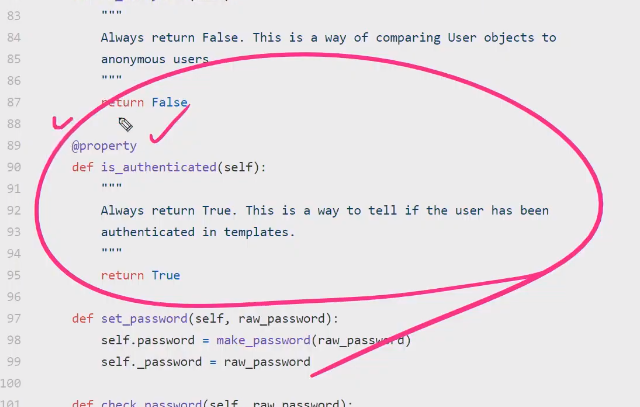 83 """
84 Always return False. This is a way of comparing User objects to
85 anonymous users.
86 """
87 return False
88
89 @property
90 def is_authenticated(self):
91 """
92 Always return True. This is a way to tell if the user has been
93 authenticated in templates.
94 """
95 return True
96
97 def set_password(self, raw_password):
98 self.password = make_password(raw_password)
99 self._password = raw_password
100
101 def check_password(self, raw_password):